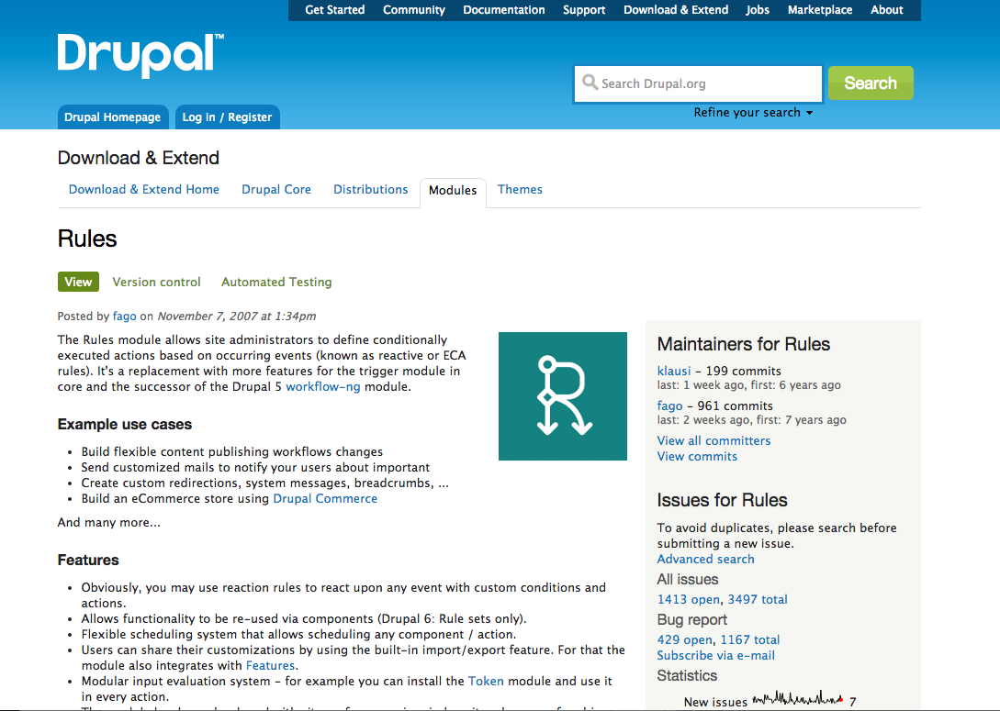 Get Started Community Documentation Support Download & Extend Jobs Marketplace About
Drupal™
Search Drupal.org
Search
Refine your search
Drupal Homepage Log in / Register
Download & Extend
Download & Extend Home Drupal Core Distributions Modules Themes
Rules
View Version control Automated Testing
Posted by fago on November 7, 2007 at 1:34pm
The Rules module allows site administrators to define conditionally
executed actions based on occurring events (known as reactive or ECA
rules). It's a replacement with more features for the trigger module in
core and the successor of the Drupal 5 workflow-ng module.
Example use cases
• Build flexible content publishing workflows changes
• Send customized mails to notify your users about important
• Create custom redirections, system messages, breadcrumbs, ...
• Build an eCommerce store using Drupal Commerce
And many more...
Features
• Obviously, you may use reaction rules to react upon any event with custom conditions and
actions.
• Allows functionality to be re-used via components (Drupal 6: Rule sets only).
• Flexible scheduling system that allows scheduling any component / action.
• Users can share their customizations by using the built-in import/export feature. For that the
module also integrates with Features.
• Modular input evaluation system – for example you can install the Token module and use it
in every action.
Maintainers for Rules
klausi – 199 commits
last: 1 week ago, first: 6 years ago
fago – 961 commits
last: 2 weeks ago, first: 7 years ago
View all committers
View commits
Issues for Rules
To avoid duplicates, please search before
submitting a new issue.
Advanced search
All issues
1413 open, 3497 total
Bug report
429 open, 1167 total
Subscribe via e-mail
Statistics
New issues 7